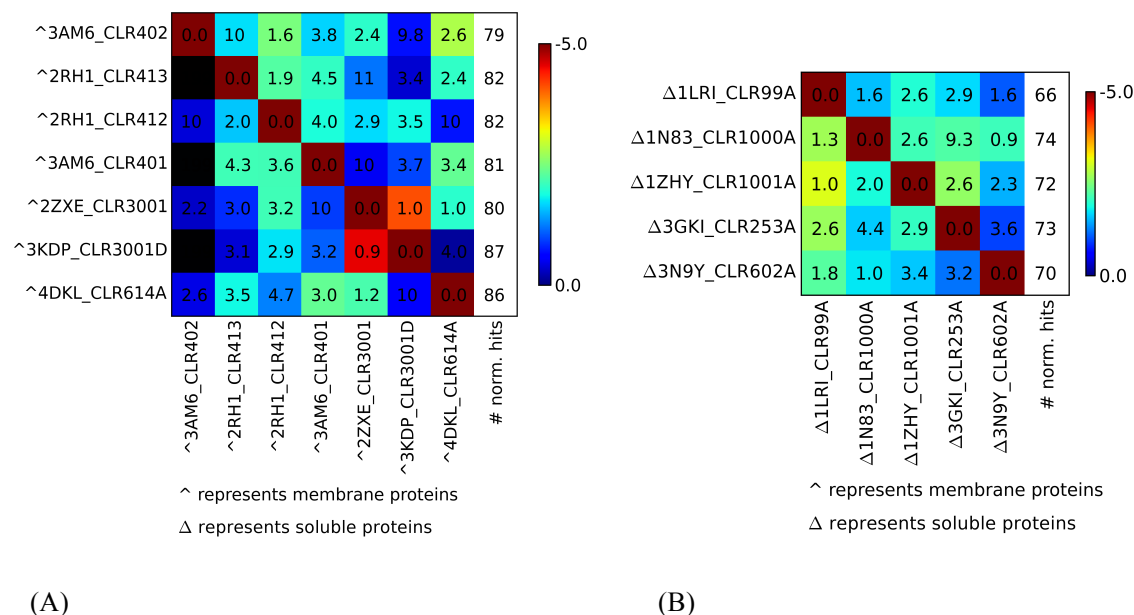 ^3AM6_CLR402 0.0 10 1.6 3.8 2.4 9.8 2.6 79
^2RH1_CLR413 0.0 1.9 4.5 11 3.4 2.4 82
^2RH1_CLR412 10 2.0 0.0 4.0 2.9 3.5 10 82
^3AM6_CLR401 4.3 3.6 0.0 10 3.7 3.4 81
^2ZXE_CLR3001 2.2 3.0 3.2 10 0.0 1.0 1.0 80
^3KDP_CLR3001D 3.1 2.9 3.2 0.9 0.0 4.0 87
^4DKL_CLR614A 2.6 3.5 4.7 3.0 1.2 10 0.0 86
^3AM6_CLR402
^2RH1_CLR413
^2RH1_CLR412
^3AM6_CLR401
^2ZXE_CLR3001
^3KDP_CLR3001D
^4DKL_CLR614A
# norm. hits
-5.0
0.0
^ represents membrane proteins
Δ represents soluble proteins
(A)
Δ1LRI_CLR99A 0.0 1.6 2.6 2.9 1.6 66
Δ1N83_CLR1000A 1.3 0.0 2.6 9.3 0.9 74
Δ1ZHY_CLR1001A 1.0 2.0 0.0 2.6 2.3 72
Δ3GKI_CLR253A 2.6 4.4 2.9 0.0 3.6 73
Δ3N9Y_CLR602A 1.8 1.0 3.4 3.2 0.0 70
Δ1LRI_CLR99A
Δ1N83_CLR1000A
Δ1ZHY_CLR1001A
Δ3GKI_CLR253A
Δ3N9Y_CLR602A
# norm. hits
-5.0
0.0
^ represents membrane proteins
Δ represents soluble proteins
(B)